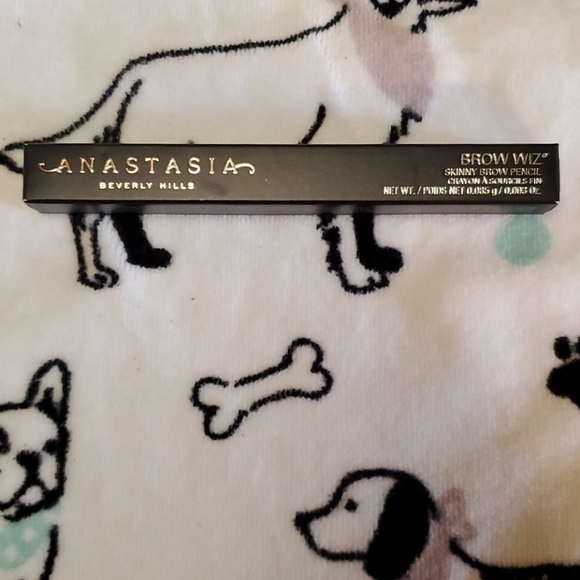 ANASTASIA
BEVERLY HILLS
BROW WIZ®
SKINNY BROW PENCIL
CRAYON À SOURCILS FIN
NET WT. / POIDS NET 0.085 g / 0.003 Oz.